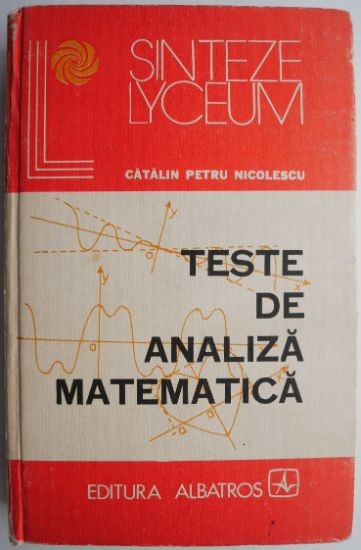 SINTEZE
LYCEUM
CĂTĂLIN PETRU NICOLESCU
y
x
o
y
o
TESTE
DE
ANALIZĂ
MATEMATICĂ
EDITURA ALBATROS